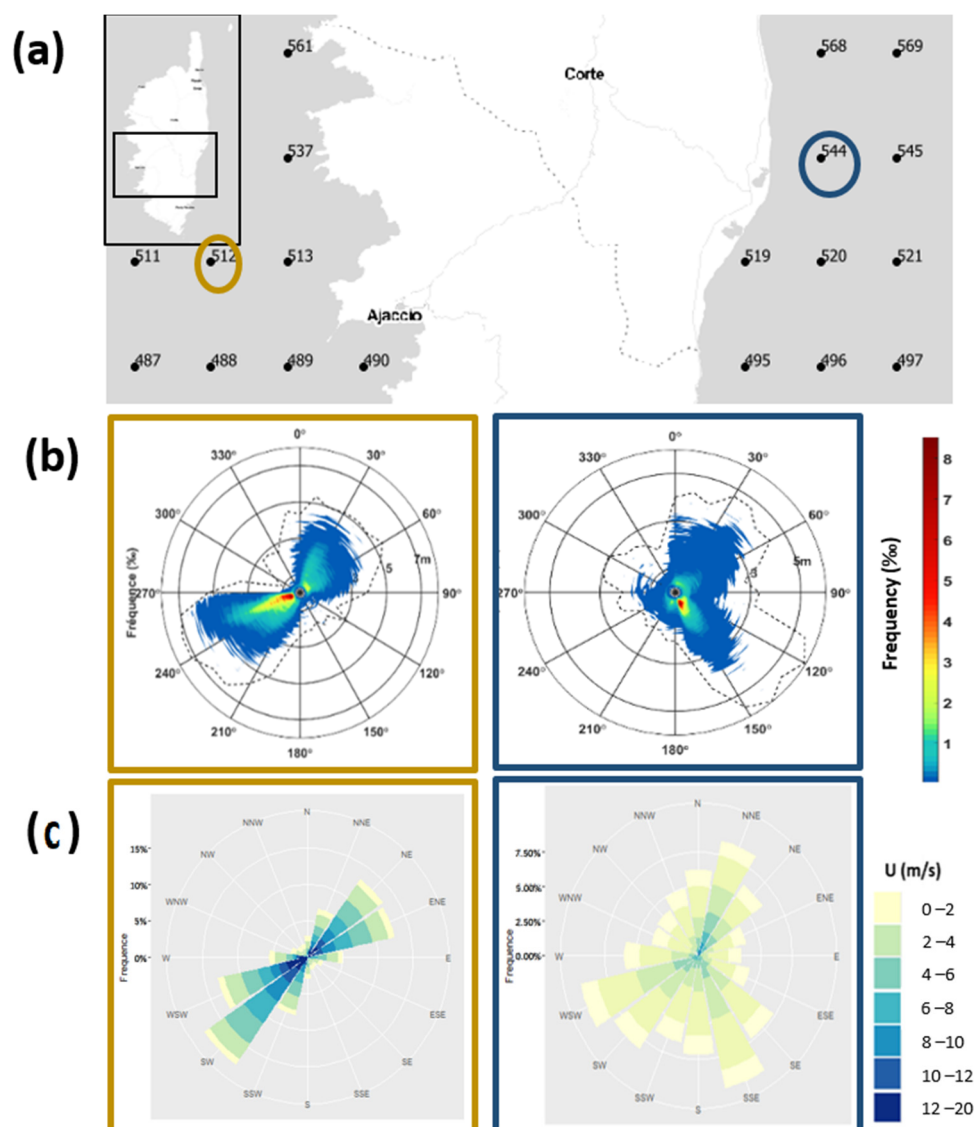 (a)
561
568
569
Corte
537
544
545
511
512
513
519
520
521
Ajaccio
487
488
489
490
495
496
497
(b)
0°
30°
60°
90°
120°
150°
180°
210°
240°
270°
300°
330°
5
7m
Fréquence (‰)
0°
30°
60°
90°
120°
150°
180°
210°
240°
270°
300°
330°
3
5m
Frequency (‰)
8
7
6
5
4
3
2
1
(c)
N
NNE
NE
ENE
E
ESE
SE
SSE
S
SSW
SW
WSW
W
WNW
NW
NNW
15%
10%
5%
0%
Frequence
N
NNE
NE
ENE
E
ESE
SE
SSE
S
SSW
SW
WSW
W
WNW
NW
NNW
7.50%
5.00%
2.50%
0.00%
Frequence
U (m/s)
0–2
2–4
4–6
6–8
8–10
10–12
12–20